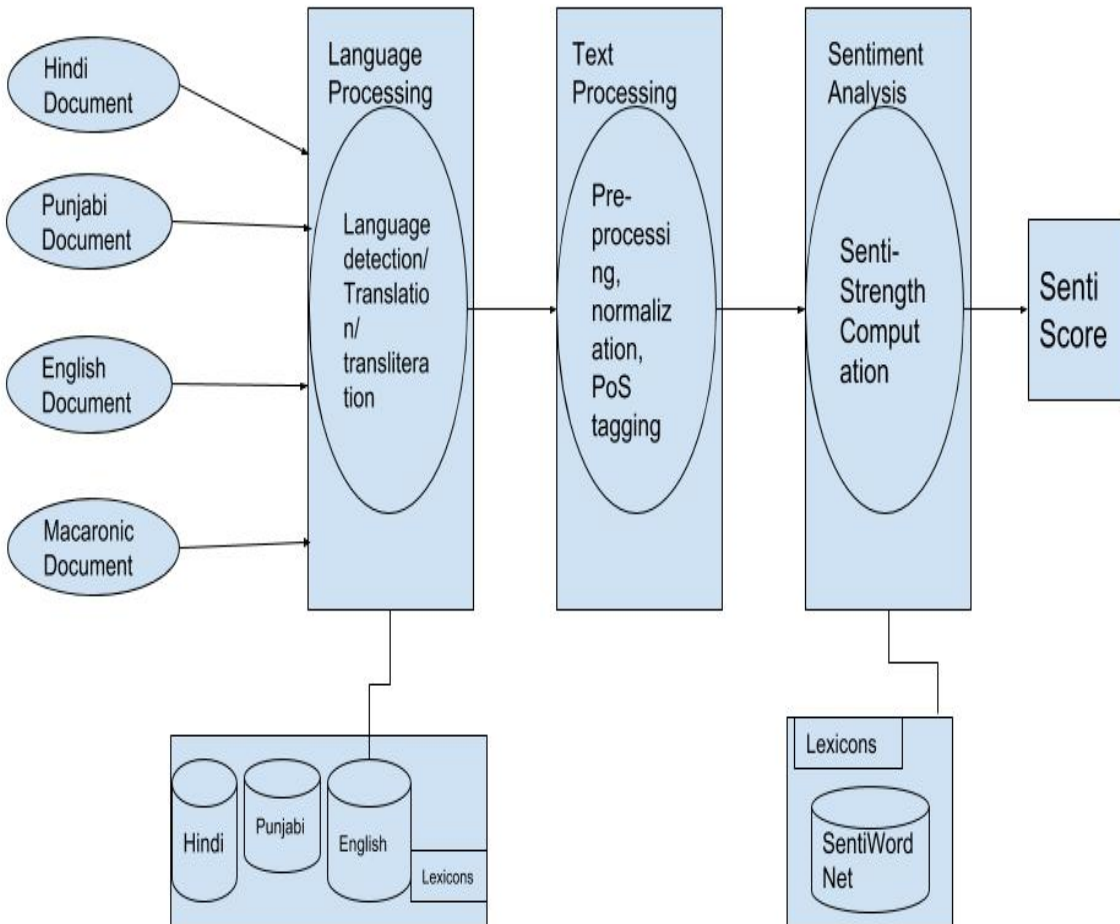 Hindi
Document
Punjabi
Document
English
Document
Macaronic
Document
Language
Processing
Language
detection/
Translatio
n/
translitera
tion
Text
Processing
Pre-
processi
ng,
normaliz
ation,
PoS
tagging
Sentiment
Analysis
Senti-
Strength
Comput
ation
Senti
Score
Hindi
Punjabi
English
Lexicons
Lexicons
SentiWord
Net